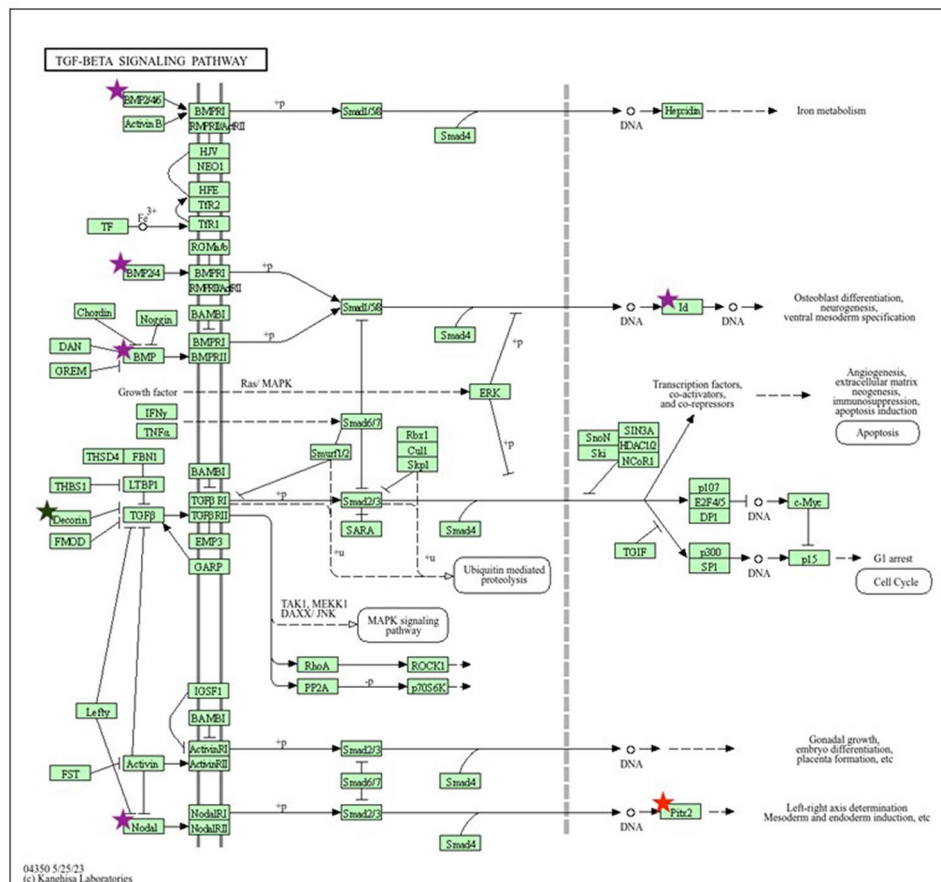 TGF-BETA SIGNALING PATHWAY
BMP2/4/6
Activin B
BMPRI
RMPRII/ActRII
+p
Smad1/5/8
Smad4
DNA
Hepcidin
Iron metabolism
HJV
NEO1
HFE
TfR2
TF
Fe3+
TfR1
RGMa/b
BMP2/4
BMPRI
RMPRII/ActRII
+p
Smad1/5/8
Smad4
DNA
Id
DNA
Osteoblast differentiation,
neurogenesis,
ventral mesoderm specification
BAMBI
Chordin
Noggin
DAN
GREM
BMP
BMPRI
BMPRII
+p
+p
Growth factor
Ras/ MAPK
ERK
+p
IFNγ
TNFα
Smad6/7
Smurf1/2
Rbx1
Cul1
Skp1
SnoN
Ski
SIN3A
HDAC1/2
NCoR1
Transcription factors,
co-activators,
and co-repressors
Angiogenesis,
extracellular matrix
neogenesis,
immunosuppression,
apoptosis induction
Apoptosis
THSD4
FBN1
THBS1
LTBP1
BAMBI
Decorin
FMOD
TGFβ
TGFβ RI
TGFβRII
+p
Smad2/3
SARA
Smad4
EMP3
GARP
+u
+u
Ubiquitin mediated
proteolysis
TGIF
p107
E2F4/5
DP1
DNA
c-Myc
p300
SP1
DNA
p15
G1 arrest
Cell Cycle
TAK1, MEKK1
DAXX/ JNK
MAPK signaling
pathway
RhoA
ROCK1
PP2A
-p
p70S6K
IGSF1
BAMBI
Lefty
FST
Activin
ActivinRI
ActivinRII
+p
Smad2/3
Smad4
DNA
Gonadal growth,
embryo differentiation,
placenta formation, etc
Smad6/7
Nodal
NodalRI
NodalRII
+p
Smad2/3
Smad4
DNA
Pitx2
Left-right axis determination
Mesoderm and endoderm induction, etc
04350 5/25/23
(c) Kanehisa Laboratories